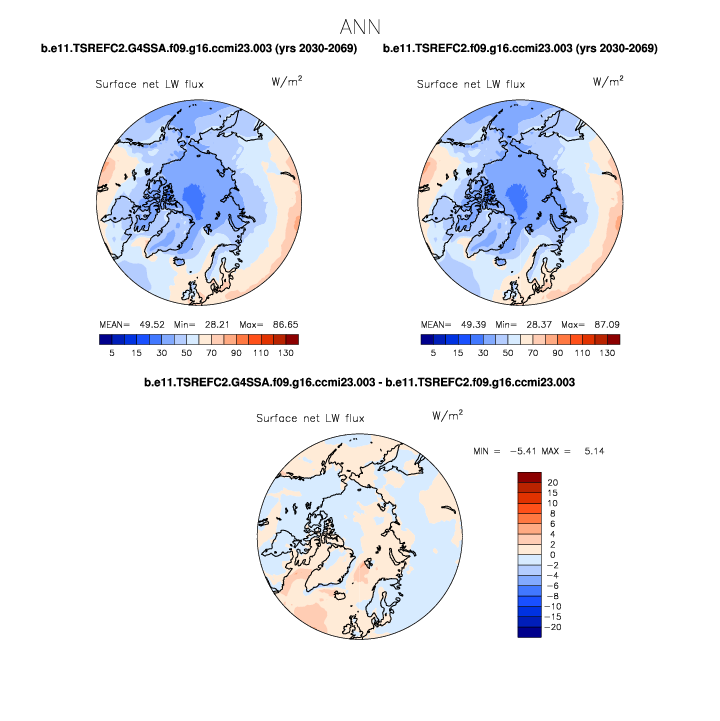 ANN
b.e11.TSREFC2.G4SSA.f09.g16.ccmi23.003 (yrs 2030-2069) b.e11.TSREFC2.f09.g16.ccmi23.003 (yrs 2030-2069)
Surface net LW flux W/m² Surface net LW flux W/m²
MEAN= 49.52 Min= 28.21 Max= 86.65 MEAN= 49.39 Min= 28.37 Max= 87.09
5 15 30 50 70 90 110 130 5 15 30 50 70 90 110 130
b.e11.TSREFC2.G4SSA.f09.g16.ccmi23.003 - b.e11.TSREFC2.f09.g16.ccmi23.003
Surface net LW flux W/m²
MIN = -5.41 MAX = 5.14
20
15
10
8
6
4
2
0
-2
-4
-6
-8
-10
-15
-20